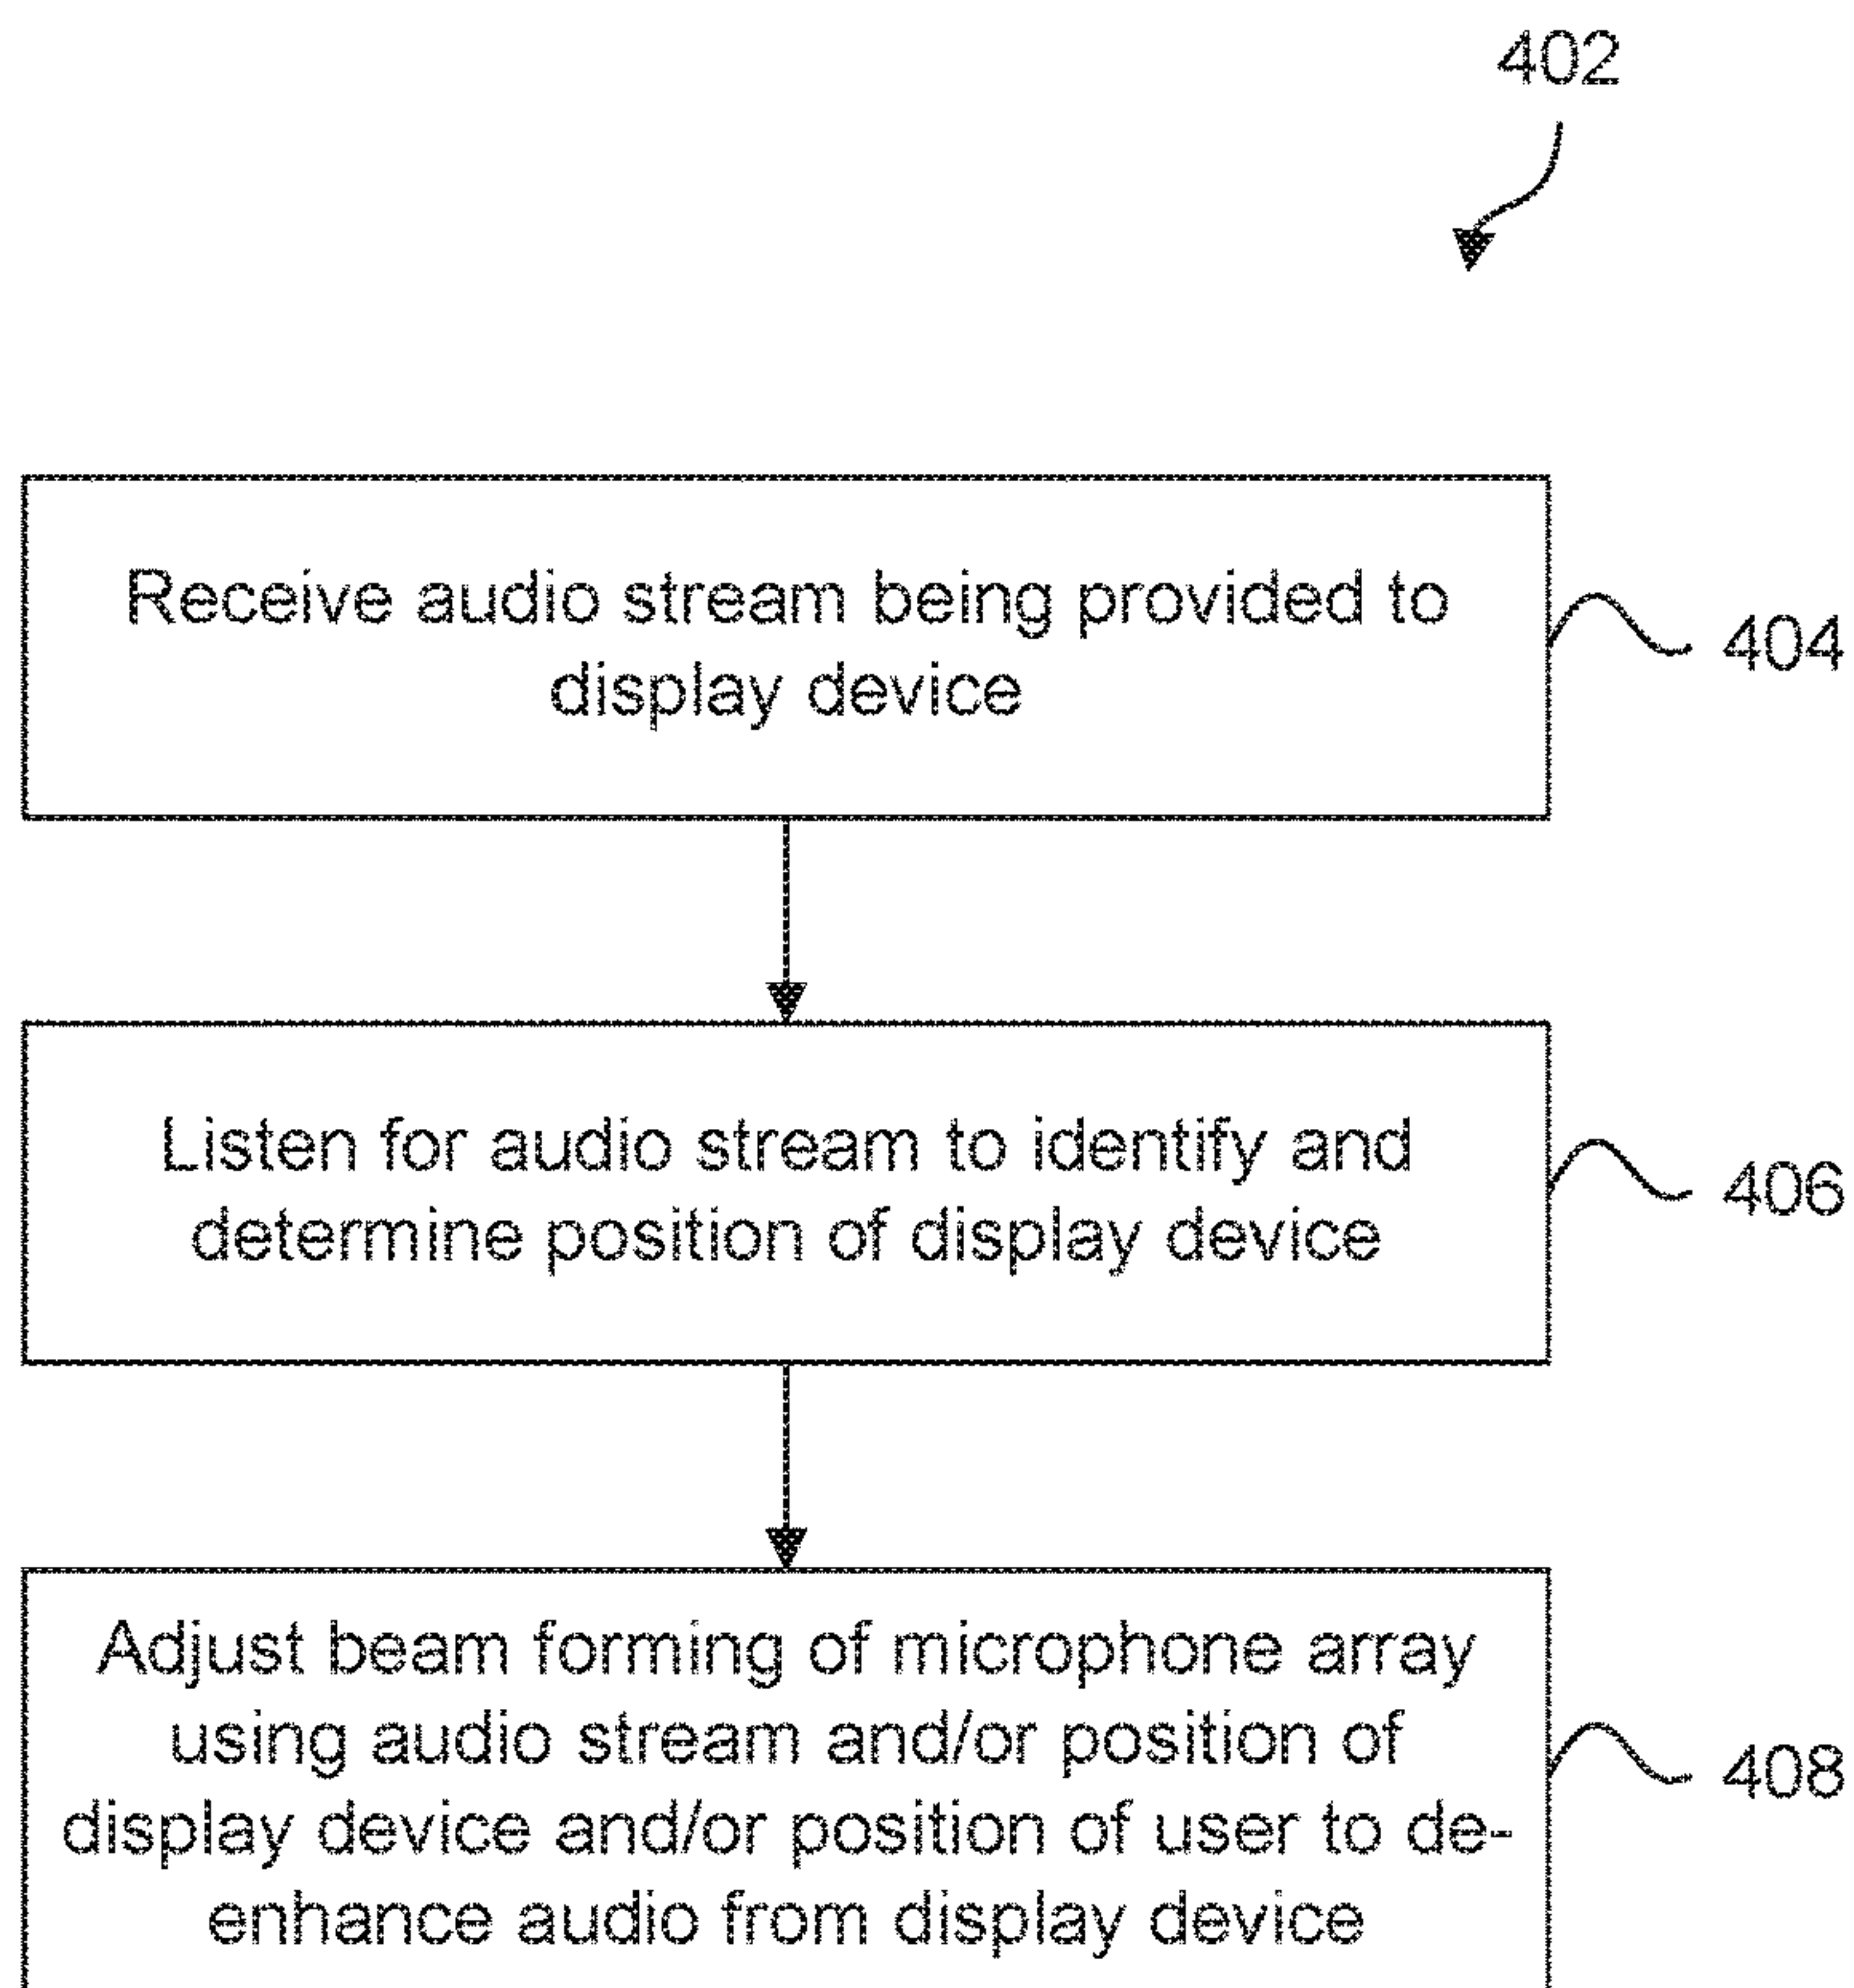 402
Receive audio stream being provided to
display device
404
Listen for audio stream to identify and
determine position of display device
406
Adjust beam forming of microphone array
using audio stream and/or position of
display device and/or position of user to de-
enhance audio from display device
408